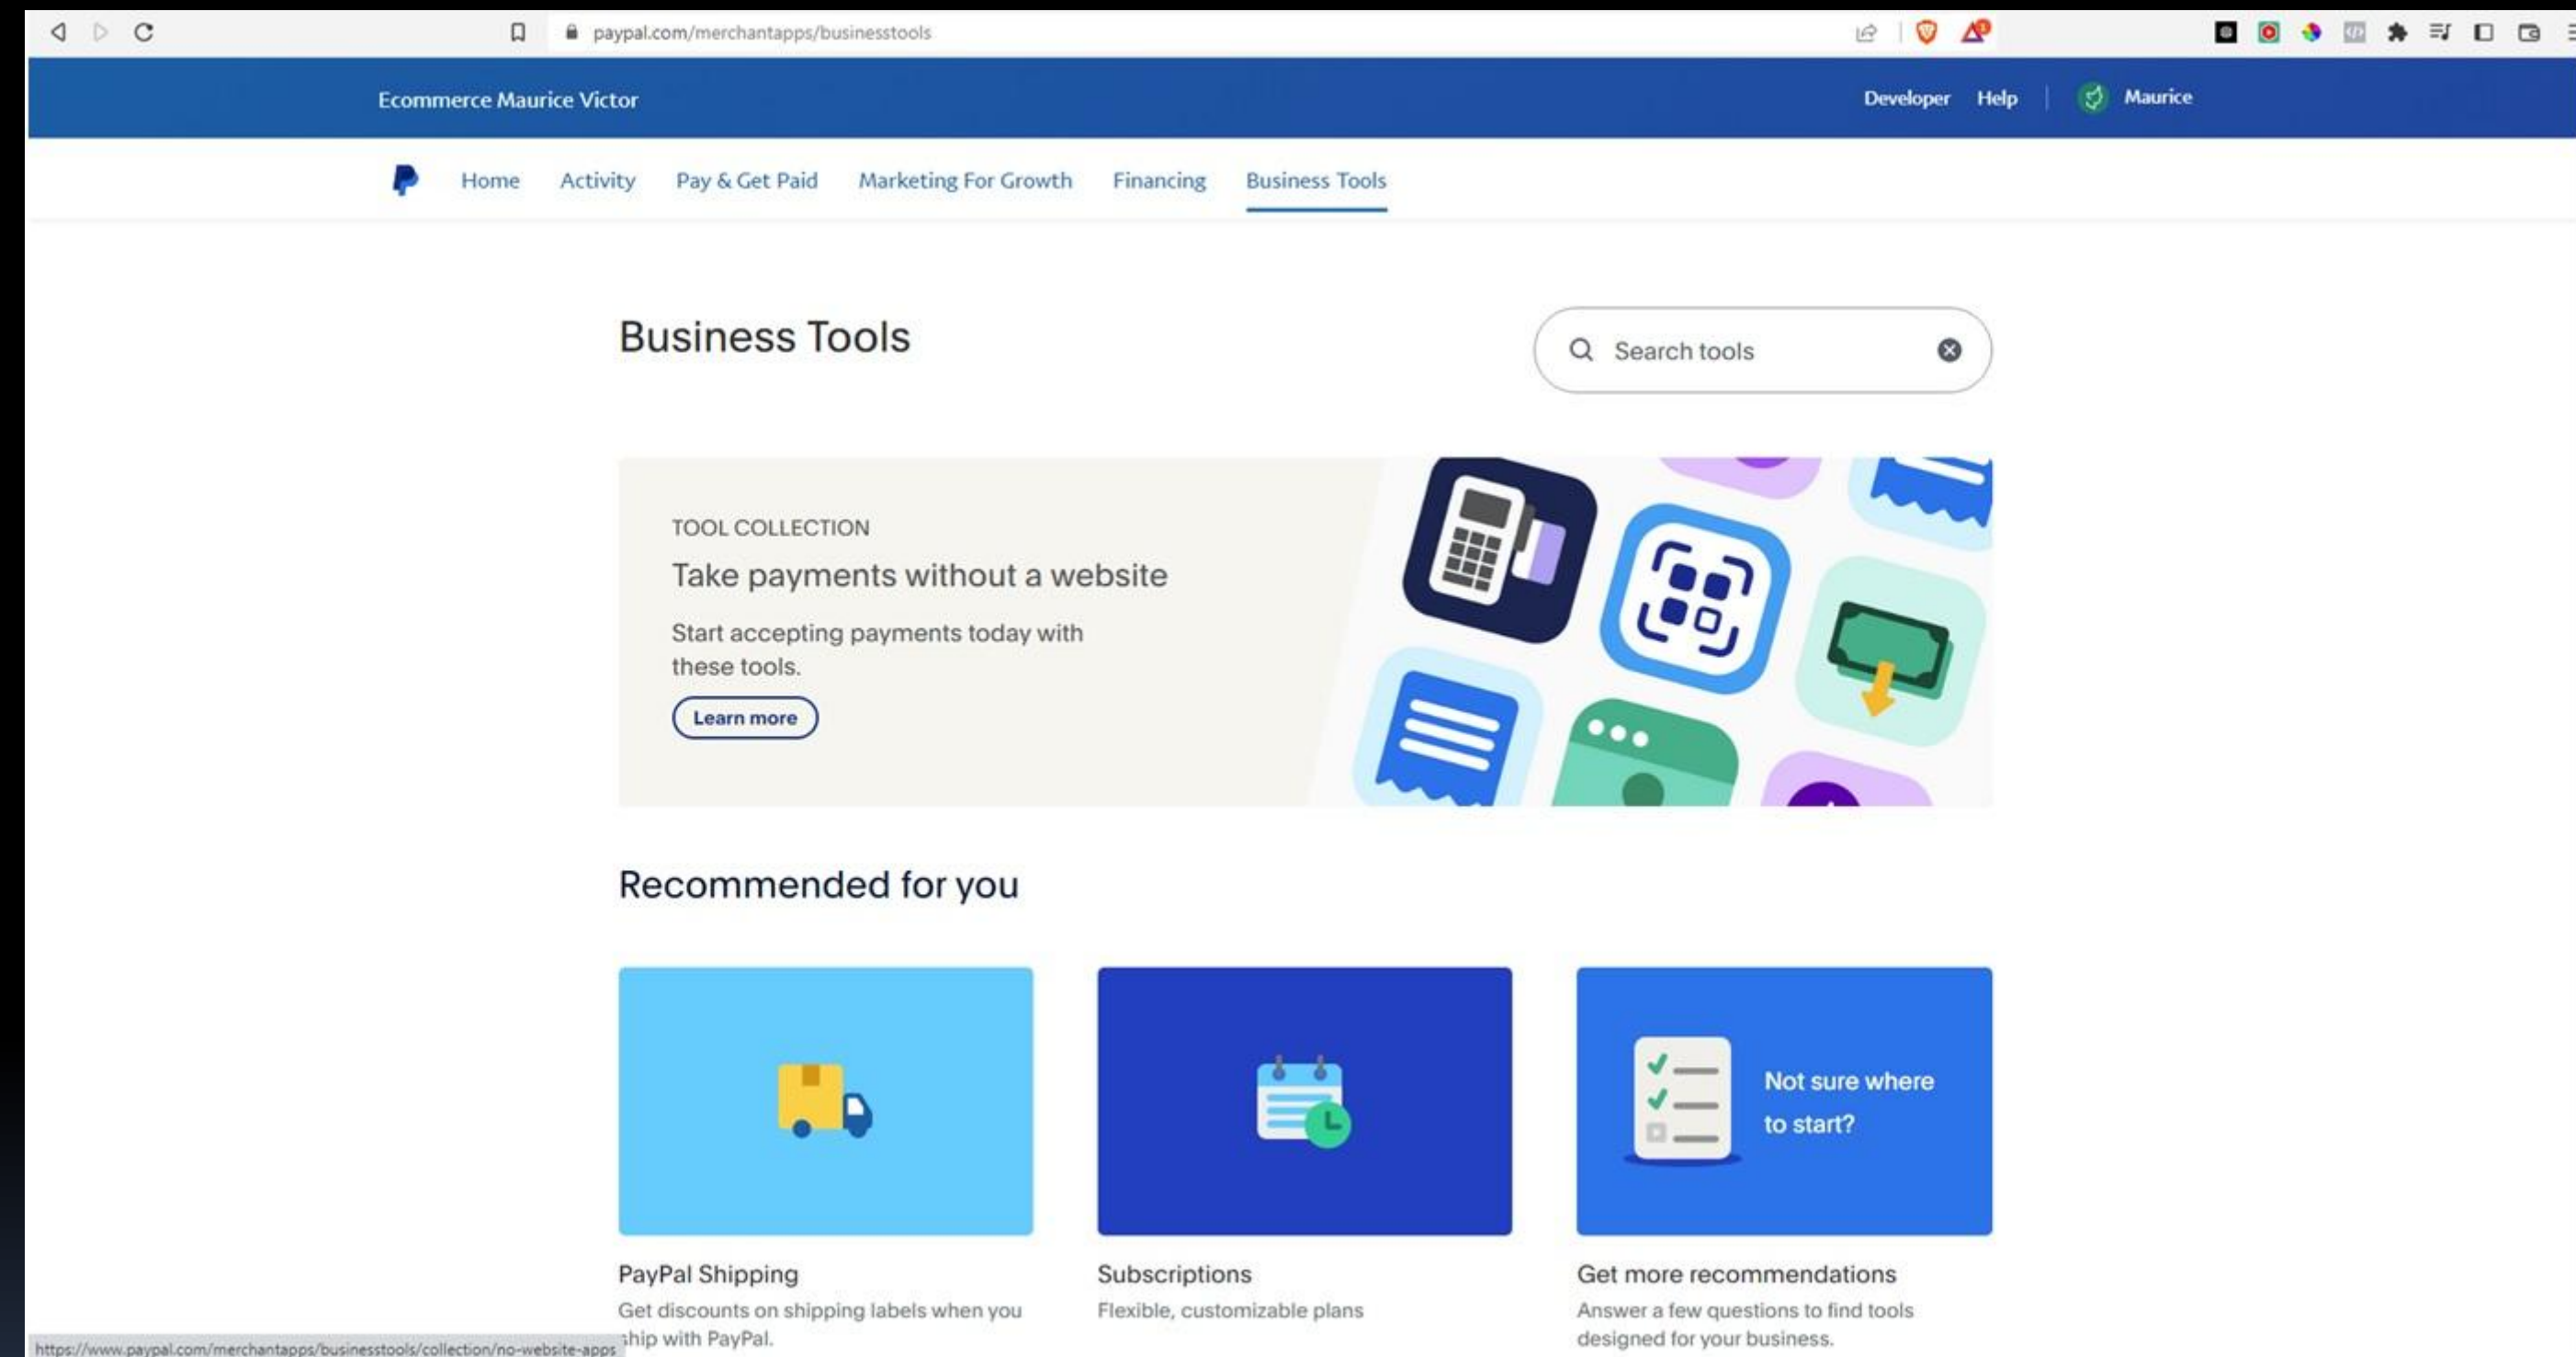 paypal.com/merchantapps/businesstools
Ecommerce Maurice Victor
Developer Help Maurice
Home Activity Pay & Get Paid Marketing For Growth Financing Business Tools
Business Tools
Search tools
TOOL COLLECTION
Take payments without a website
Start accepting payments today with
these tools.
Learn more
Recommended for you
Not sure where
to start?
PayPal Shipping
Get discounts on shipping labels when you
ship with PayPal.
Subscriptions
Flexible, customizable plans
Get more recommendations
Answer a few questions to find tools
designed for your business.
https://www.paypal.com/merchantapps/businesstools/collection/no-website-apps